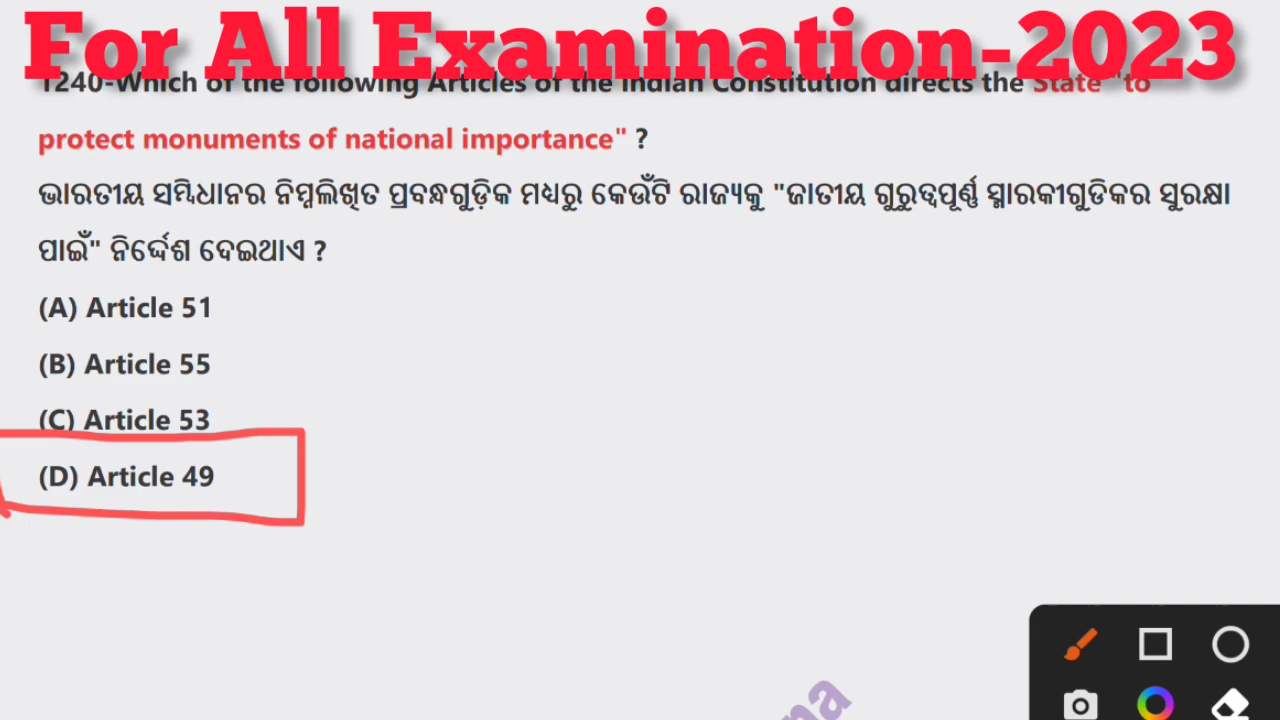 For All Examination-2023
1240-Which of the following Articles of the Indian Constitution directs the State "to
protect monuments of national importance" ?
ଭାରତୀୟ ସମ୍ବିଧାନର ନିମ୍ନଲିଖିତ ପ୍ରବନ୍ଧଗୁଡ଼ିକ ମଧ୍ୟରୁ କେଉଁଟି ରାଜ୍ୟକୁ "ଜାତୀୟ ଗୁରୁତ୍ୱପୂର୍ଣ୍ଣ ସ୍ମାରକୀଗୁଡିକର ସୁରକ୍ଷା
ପାଇଁ" ନିର୍ଦ୍ଦେଶ ଦେଇଥାଏ ?
(A) Article 51
(B) Article 55
(C) Article 53
(D) Article 49